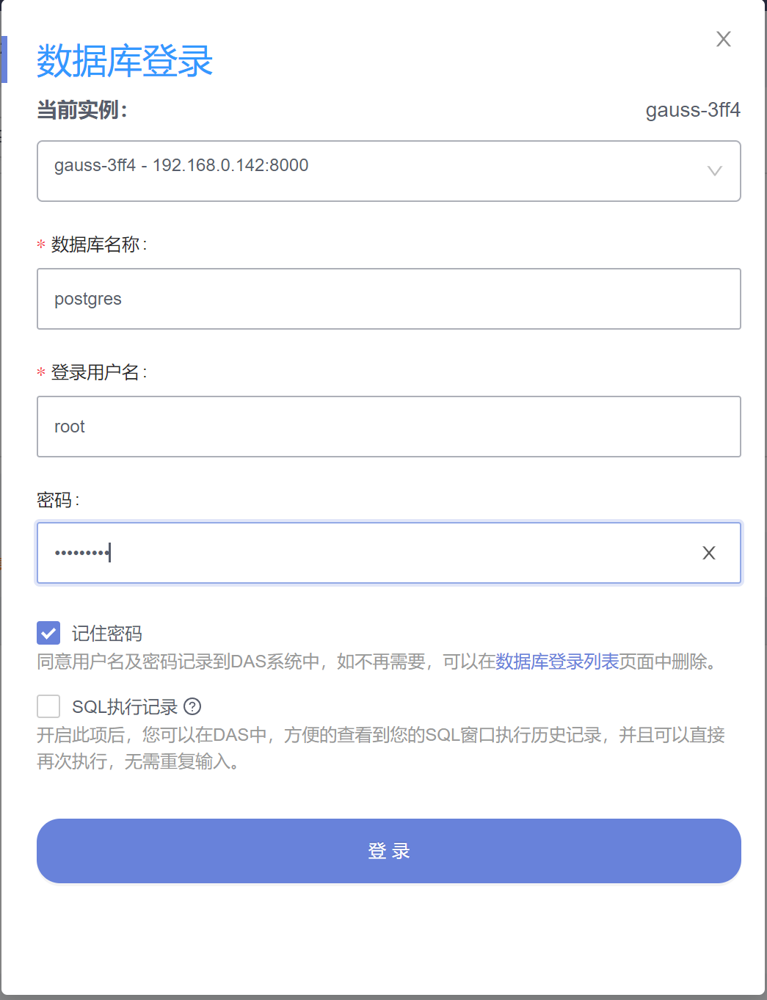 数据库登录
当前实例：
gauss-3ff4
gauss-3ff4 - 192.168.0.142:8000
* 数据库名称：
postgres
* 登录用户名：
root
密码：
•••••••••
记住密码
同意用户名及密码记录到DAS系统中，如不再需要，可以在数据库登录列表页面中删除。
SQL执行记录
开启此项后，您可以在DAS中，方便的查看到您的SQL窗口执行历史记录，并且可以直接
再次执行，无需重复输入。
登 录